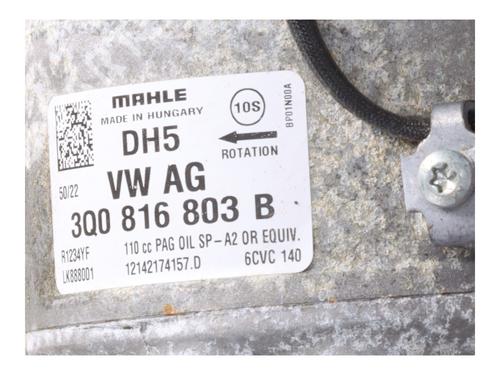 MAHLE
MADE IN HUNGARY
10S
BP01N00A
DH5
ROTATION
50/22
VW AG
3Q0 816 803 B
R1234YF
110 cc PAG OIL SP-A2 OR EQUIV.
LK888001
12142174157.D
6CVC 140